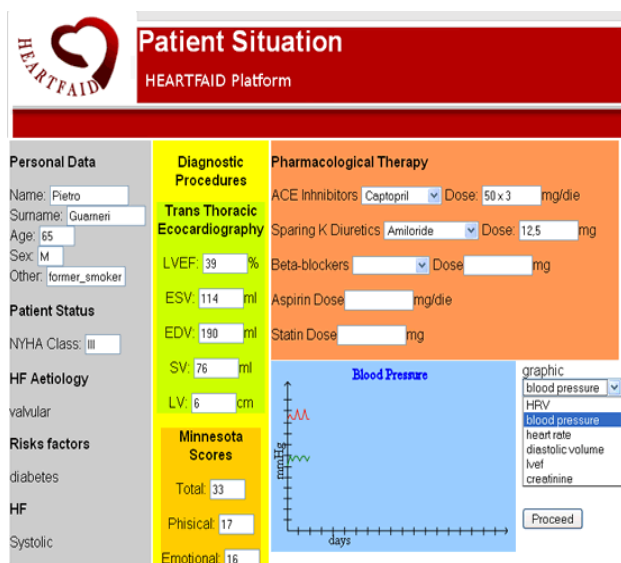 HEARTFAID
Patient Situation
HEARTFAID Platform
Personal Data
Name: Pietro
Surname: Guarneri
Age: 65
Sex: M
Other: former_smoker
Patient Status
NYHA Class: III
HF Aetiology
valvular
Risks factors
diabetes
HF
Systolic
Diagnostic
Procedures
Trans Thoracic
Ecocardiography
LVEF: 39 %
ESV: 114 ml
EDV: 190 ml
SV: 76 ml
LV: 6 cm
Minnesota
Scores
Total: 33
Phisical: 17
Emotional: 16
Pharmacological Therapy
ACE Inhnibitors Captopril Dose: 50 x 3 mg/die
Sparing K Diuretics Amiloride Dose: 12,5 mg
Beta-blockers Dose mg
Aspirin Dose mg/die
Statin Dose mg
Blood Pressure
mmHg
days
graphic
blood pressure
HRV
blood pressure
heart rate
diastolic volume
lvef
creatinine
Proceed